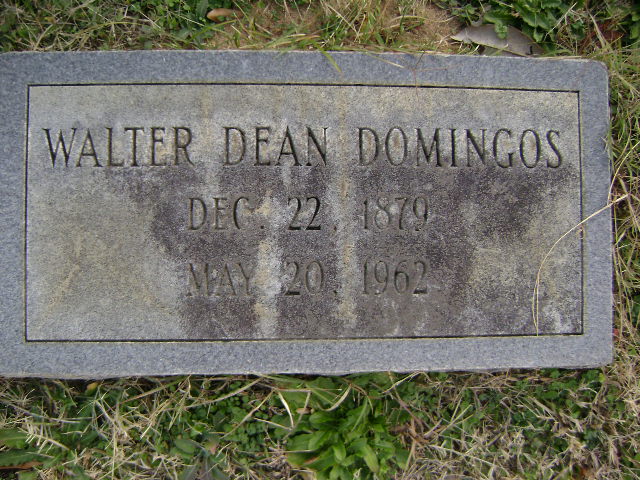 WALTER DEAN DOMINGOS
DEC. 22, 1879
MAY 20, 1962